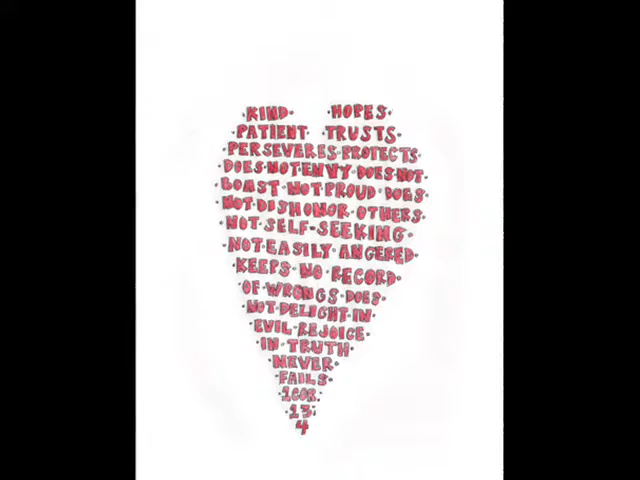 ·KIND· ·HOPES·
·PATIENT TRUSTS·
·PERSEVERES·PROTECTS·
DOES·NOT·ENVY·DOES·NOT·
·BOAST·NOT·PROUD·DOES·
·NOT·DISHONOR·OTHERS·
·NOT·SELF-SEEKING·
·NOT·EASILY·ANGERED·
·KEEPS·NO·RECORD·
·OF·WRONGS·DOES·
·NOT·DELIGHT·IN·
·EVIL·REJOICE·
·IN·TRUTH·
·NEVER·
·FAILS·
·1COR:
·13:
4